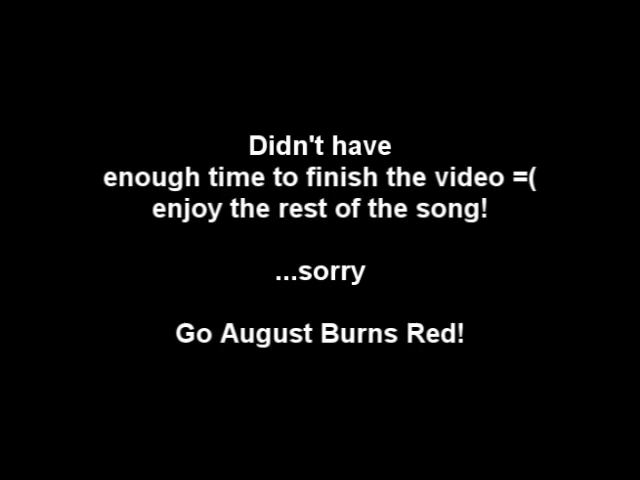 Didn't have
enough time to finish the video =(
enjoy the rest of the song!
...sorry
Go August Burns Red!